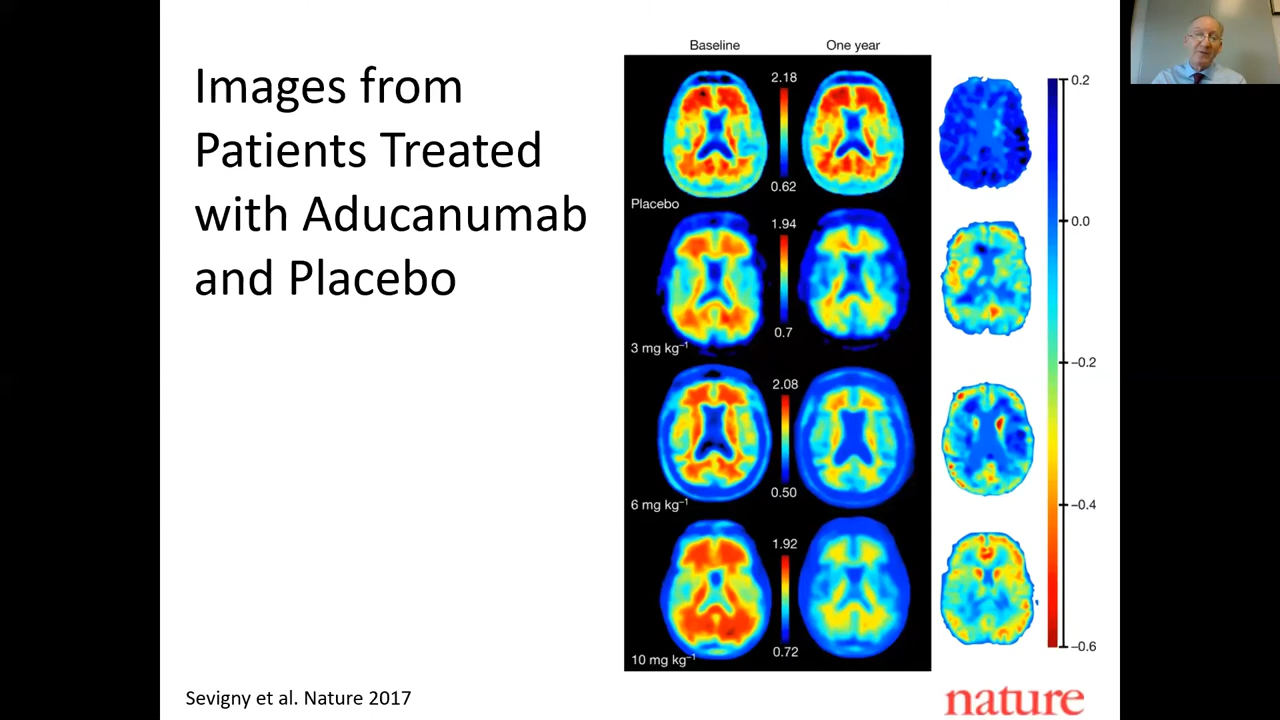 Images from
Patients Treated
with Aducanumab
and Placebo
Baseline
One year
2.18
0.62
Placebo
1.94
0.7
3 mg kg⁻¹
2.08
0.50
6 mg kg⁻¹
1.92
0.72
10 mg kg⁻¹
0.2
0.0
−0.2
−0.4
−0.6
Sevigny et al. Nature 2017
nature